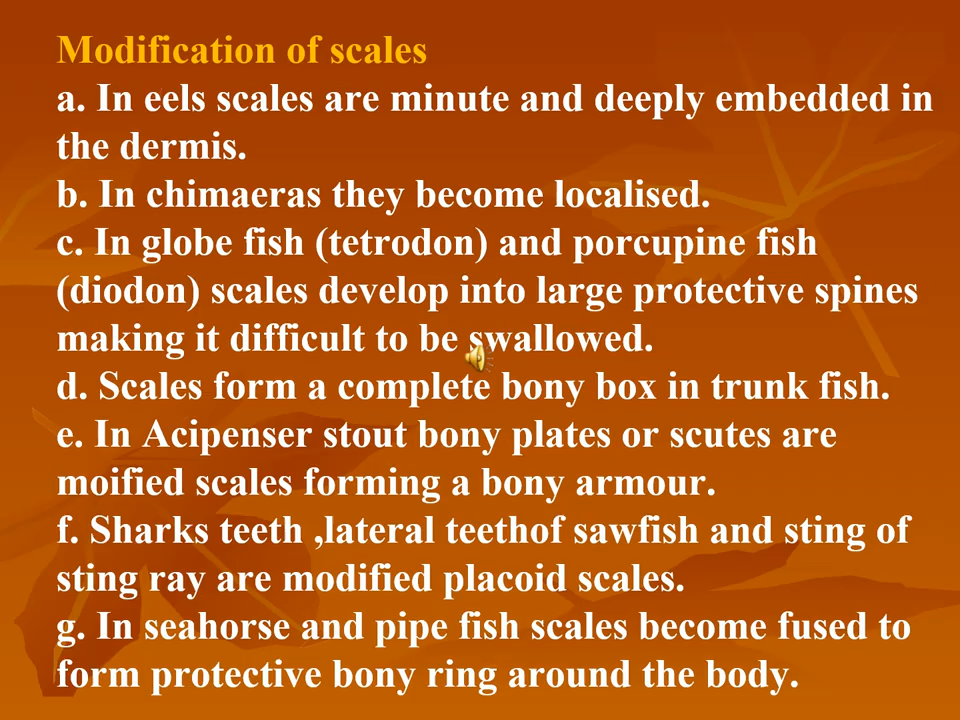 Modification of scales
a. In eels scales are minute and deeply embedded in
the dermis.
b. In chimaeras they become localised.
c. In globe fish (tetrodon) and porcupine fish
(diodon) scales develop into large protective spines
making it difficult to be swallowed.
d. Scales form a complete bony box in trunk fish.
e. In Acipenser stout bony plates or scutes are
moified scales forming a bony armour.
f. Sharks teeth ,lateral teethof sawfish and sting of
sting ray are modified placoid scales.
g. In seahorse and pipe fish scales become fused to
form protective bony ring around the body.